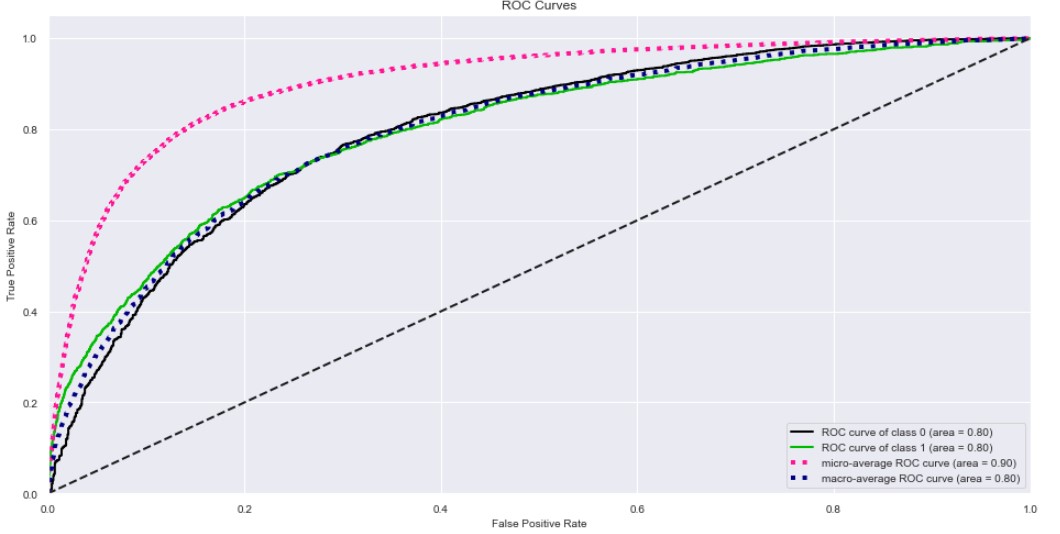 ROC Curves
1.0
0.8
0.6
0.4
0.2
0.0
True Positive Rate
0.0 0.2 0.4 0.6 0.8 1.0
False Positive Rate
ROC curve of class 0 (area = 0.80)
ROC curve of class 1 (area = 0.80)
micro-average ROC curve (area = 0.90)
macro-average ROC curve (area = 0.80)